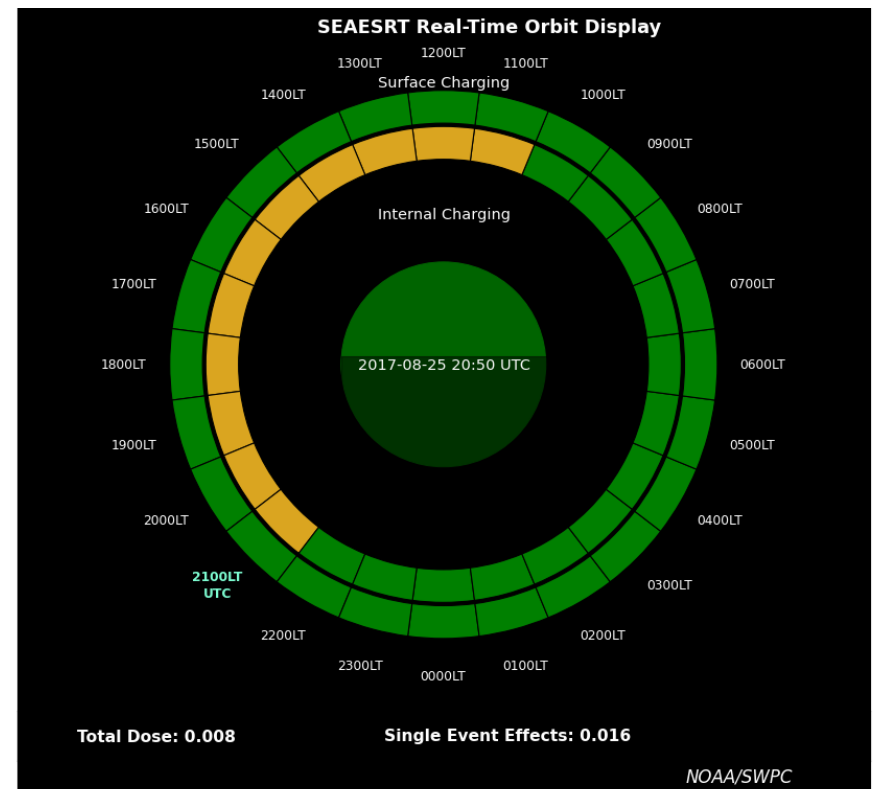 SEAESRT Real-Time Orbit Display
1200LT
1300LT
1100LT
Surface Charging
1400LT
1000LT
1500LT
0900LT
1600LT
0800LT
Internal Charging
1700LT
0700LT
1800LT
2017-08-25 20:50 UTC
0600LT
1900LT
0500LT
2000LT
0400LT
2100LT
UTC
0300LT
2200LT
0200LT
2300LT
0100LT
0000LT
Total Dose: 0.008
Single Event Effects: 0.016
NOAA/SWPC